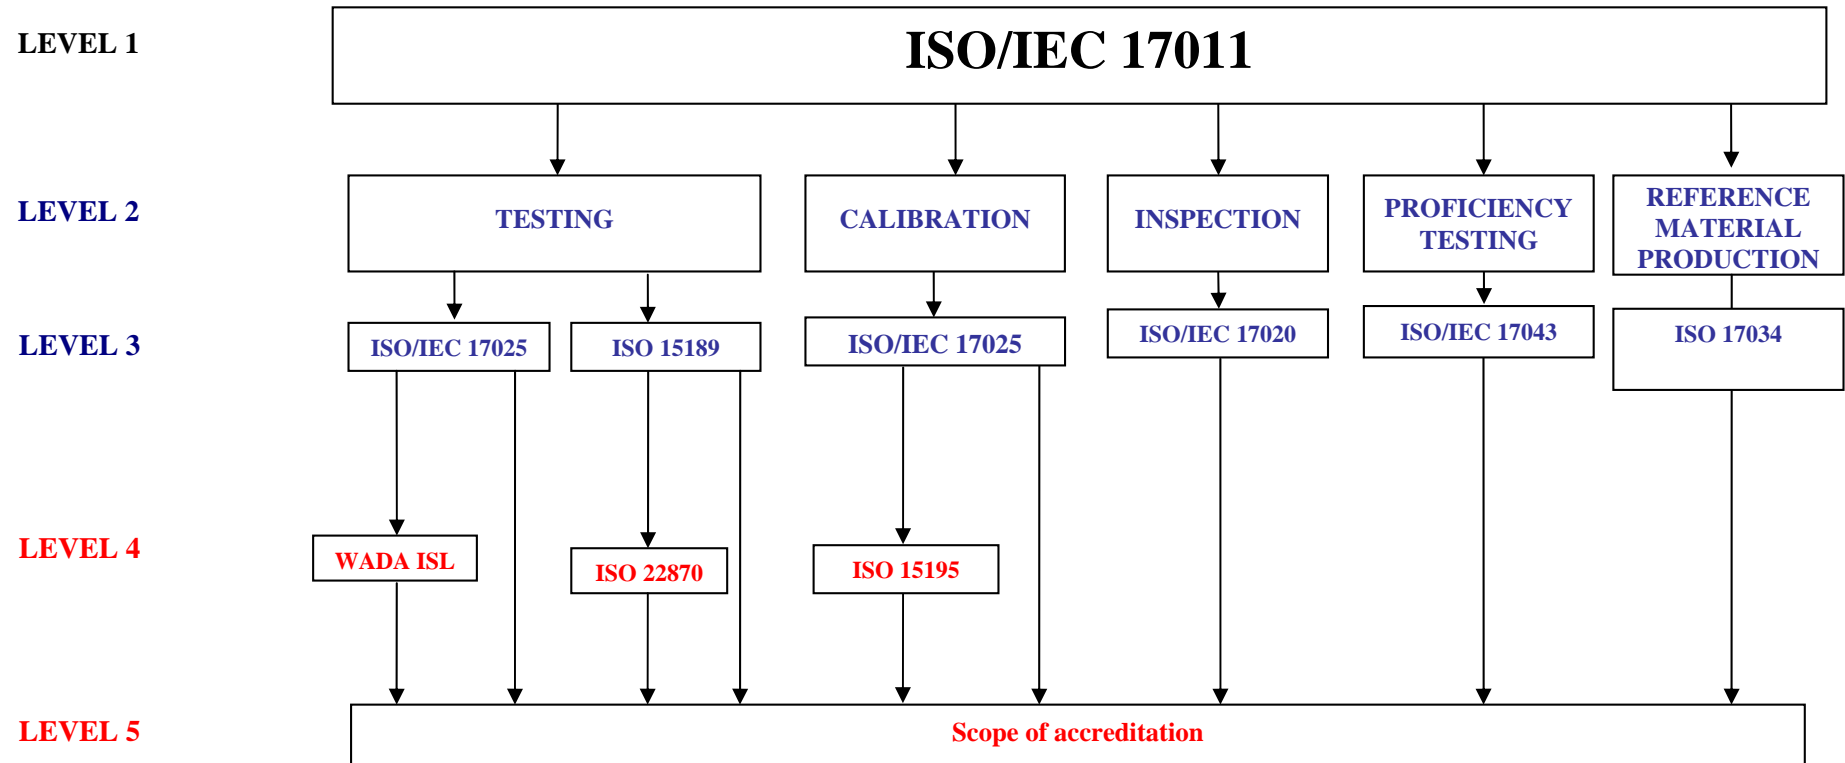 LEVEL 1
ISO/IEC 17011
LEVEL 2
TESTING
CALIBRATION
INSPECTION
PROFICIENCY
TESTING
REFERENCE
MATERIAL
PRODUCTION
LEVEL 3
ISO/IEC 17025
ISO 15189
ISO/IEC 17025
ISO/IEC 17020
ISO/IEC 17043
ISO 17034
LEVEL 4
WADA ISL
ISO 22870
ISO 15195
LEVEL 5
Scope of accreditation